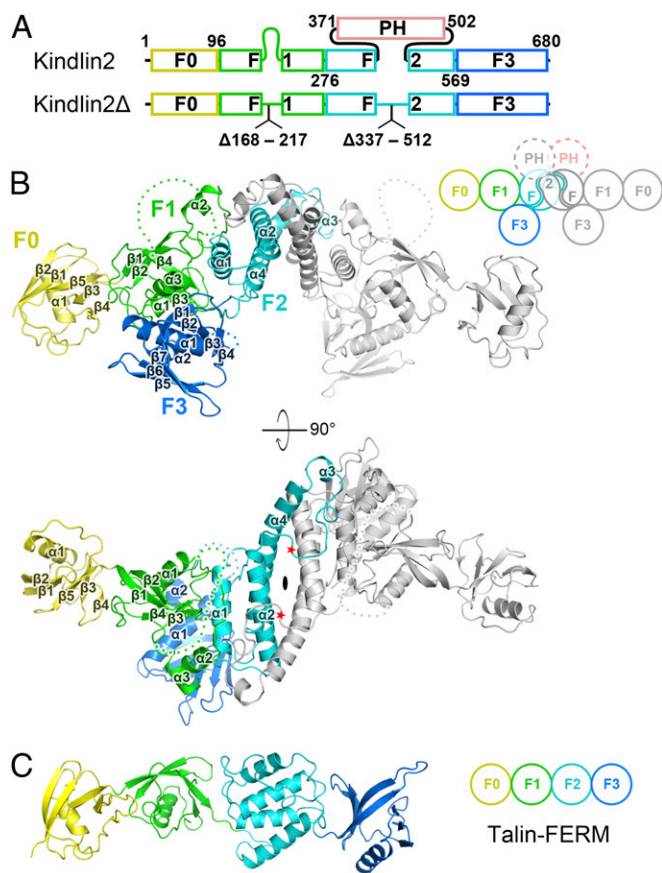 A
371
PH
502
1
96
680
Kindlin2
F0
F
1
F
2
F3
276
569
Kindlin2Δ
F0
F
1
F
2
F3
Δ168 – 217
Δ337 – 512
B
PH
PH
F0
F1
F
2
F
F1
F0
F3
F1
α2
F0
β2
β1
β5
α1
β3
β4
β1
β2
β4
α3
α1
β3
α1
α2
α4
α3
F2
β1
β2
α1
β3
β4
β7
α2
β6
β5
F3
90°
α3
α4
α1
β2
β1
β5
β3
β4
β2
β1
α2
β4
β3
α1
α1
α2
α2
α3
C
F0
F1
F2
F3
Talin-FERM